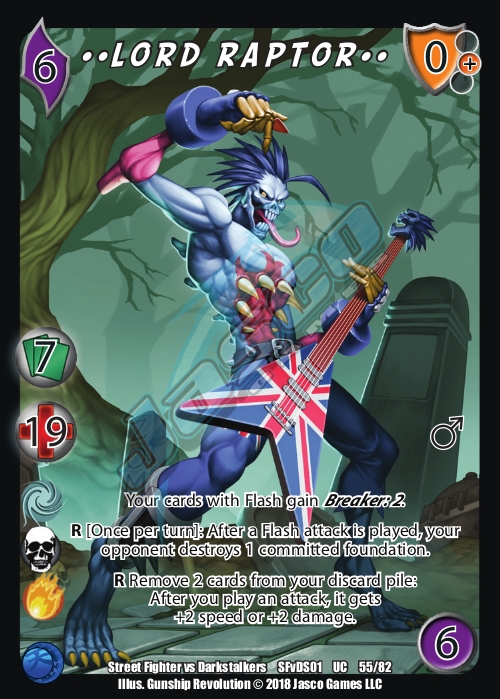 6
••LORD RAPTOR••
0
+
7
19
Your cards with Flash gain Breaker: 2.
R [Once per turn]: After a Flash attack is played, your
opponent destroys 1 committed foundation.
R Remove 2 cards from your discard pile:
After you play an attack, it gets
+2 speed or +2 damage.
6
Street Fighter vs Darkstalkers SFvDS01 UC 55/82
Illus. Gunship Revolution © 2018 Jasco Games LLC
Jasco